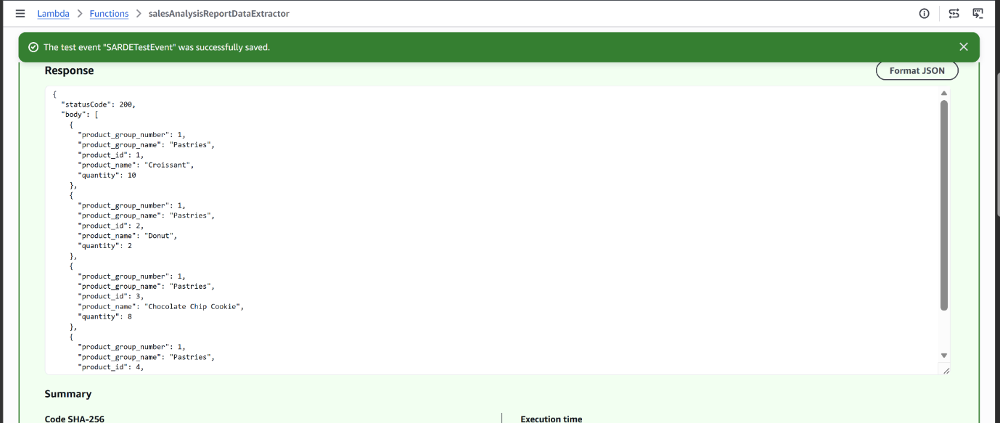 Lambda > Functions > salesAnalysisReportDataExtractor
The test event "SARDETestEvent" was successfully saved.
Response
Format JSON
{
  "statusCode": 200,
  "body": [
    {
      "product_group_number": 1,
      "product_group_name": "Pastries",
      "product_id": 1,
      "product_name": "Croissant",
      "quantity": 10
    },
    {
      "product_group_number": 1,
      "product_group_name": "Pastries",
      "product_id": 2,
      "product_name": "Donut",
      "quantity": 2
    },
    {
      "product_group_number": 1,
      "product_group_name": "Pastries",
      "product_id": 3,
      "product_name": "Chocolate Chip Cookie",
      "quantity": 8
    },
    {
      "product_group_number": 1,
      "product_group_name": "Pastries",
      "product_id": 4,
Summary
Code SHA-256
Execution time